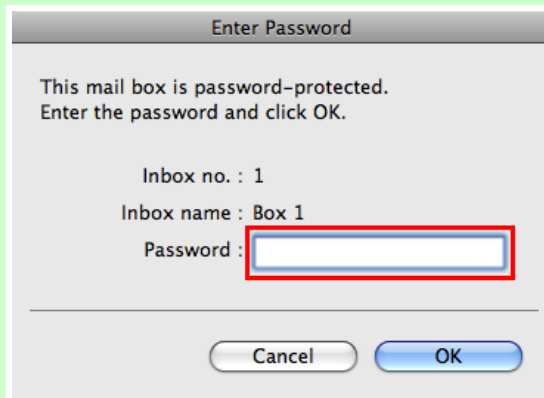 Enter Password
This mail box is password-protected.
Enter the password and click OK.
Inbox no. : 1
Inbox name : Box 1
Password :
Cancel
OK